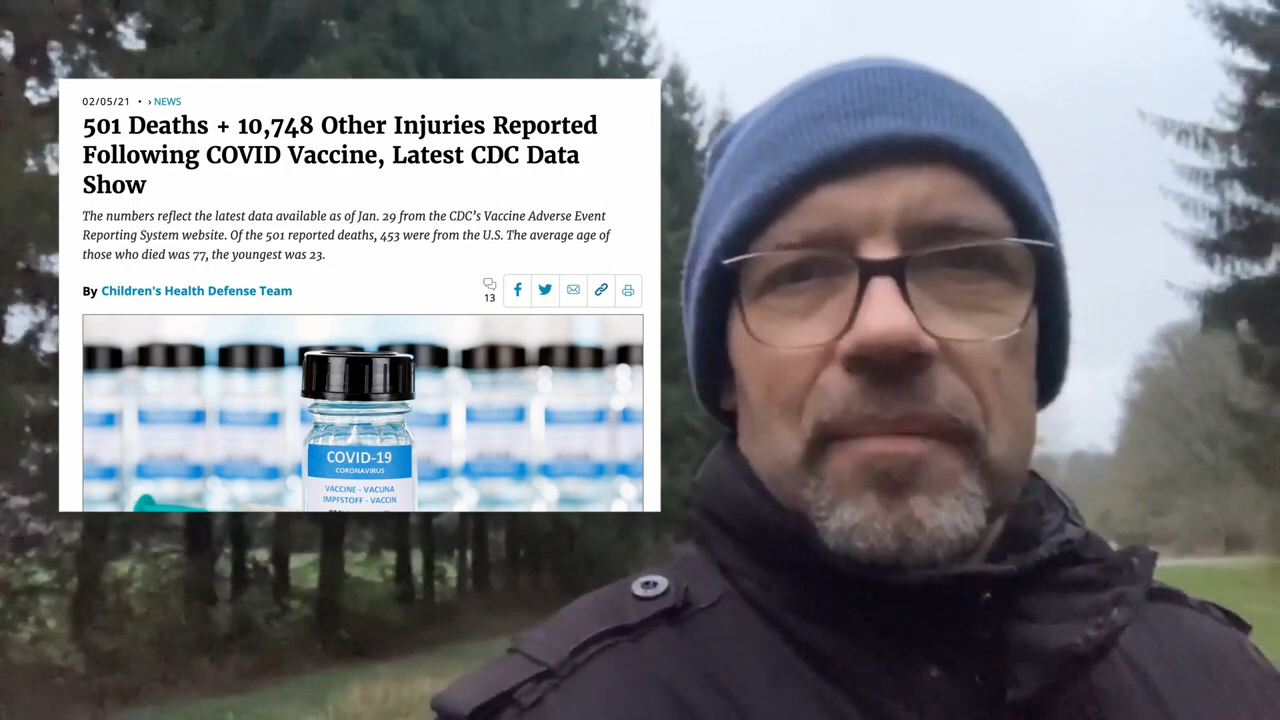 02/05/21 • › NEWS
501 Deaths + 10,748 Other Injuries Reported
Following COVID Vaccine, Latest CDC Data
Show
The numbers reflect the latest data available as of Jan. 29 from the CDC's Vaccine Adverse Event
Reporting System website. Of the 501 reported deaths, 453 were from the U.S. The average age of
those who died was 77, the youngest was 23.
By Children's Health Defense Team
13
COVID-19
CORONAVIRUS
VACCINE - VACUNA
IMPFSTOFF - VACCIN